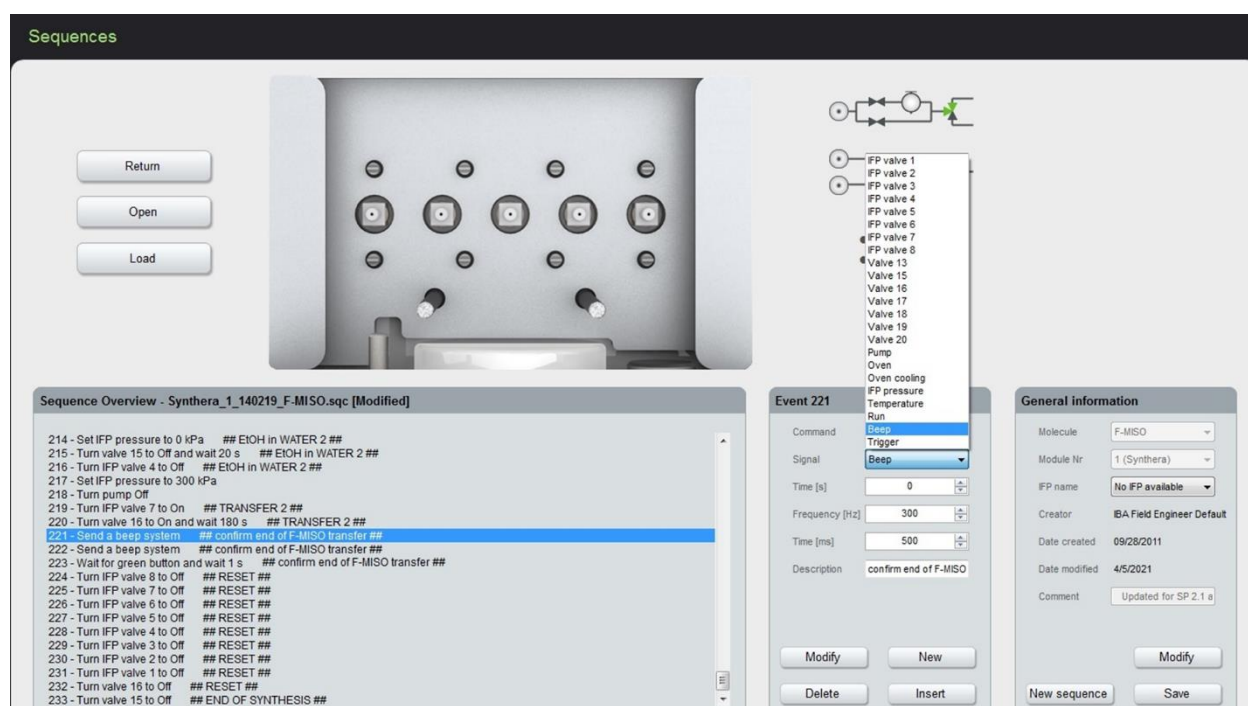 Sequences
Return
Open
Load
IFP valve 1
IFP valve 2
IFP valve 3
IFP valve 4
IFP valve 5
IFP valve 6
IFP valve 7
IFP valve 8
Valve 13
Valve 15
Valve 16
Valve 17
Valve 18
Valve 19
Valve 20
Pump
Oven
Oven cooling
IFP pressure
Temperature
Run
Beep
Trigger
Sequence Overview - Synthera_1_140219_F-MISO.sqc [Modified]
214 - Set IFP pressure to 0 kPa ## EtOH in WATER 2 ##
215 - Turn valve 15 to Off and wait 20 s ## EtOH in WATER 2 ##
216 - Turn IFP valve 4 to Off ## EtOH in WATER 2 ##
217 - Set IFP pressure to 300 kPa
218 - Turn pump Off
219 - Turn IFP valve 7 to On ## TRANSFER 2 ##
220 - Turn valve 16 to On and wait 180 s ## TRANSFER 2 ##
221 - Send a beep system ## confirm end of F-MISO transfer ##
222 - Send a beep system ## confirm end of F-MISO transfer ##
223 - Wait for green button and wait 1 s ## confirm end of F-MISO transfer ##
224 - Turn IFP valve 8 to Off ## RESET ##
225 - Turn IFP valve 7 to Off ## RESET ##
226 - Turn IFP valve 6 to Off ## RESET ##
227 - Turn IFP valve 5 to Off ## RESET ##
228 - Turn IFP valve 4 to Off ## RESET ##
229 - Turn IFP valve 3 to Off ## RESET ##
230 - Turn IFP valve 2 to Off ## RESET ##
231 - Turn IFP valve 1 to Off ## RESET ##
232 - Turn valve 16 to Off ## RESET ##
233 - Turn valve 15 to Off ## END OF SYNTHESIS ##
Event 221
Command
Signal Beep
Time [s] 0
Frequency [Hz] 300
Time [ms] 500
Description confirm end of F-MISO
Modify New
Delete Insert
General information
Molecule F-MISO
Module Nr 1 (Synthera)
IFP name No IFP available
Creator IBA Field Engineer Default
Date created 09/28/2011
Date modified 4/5/2021
Comment Updated for SP 2.1 a
Modify
New sequence Save